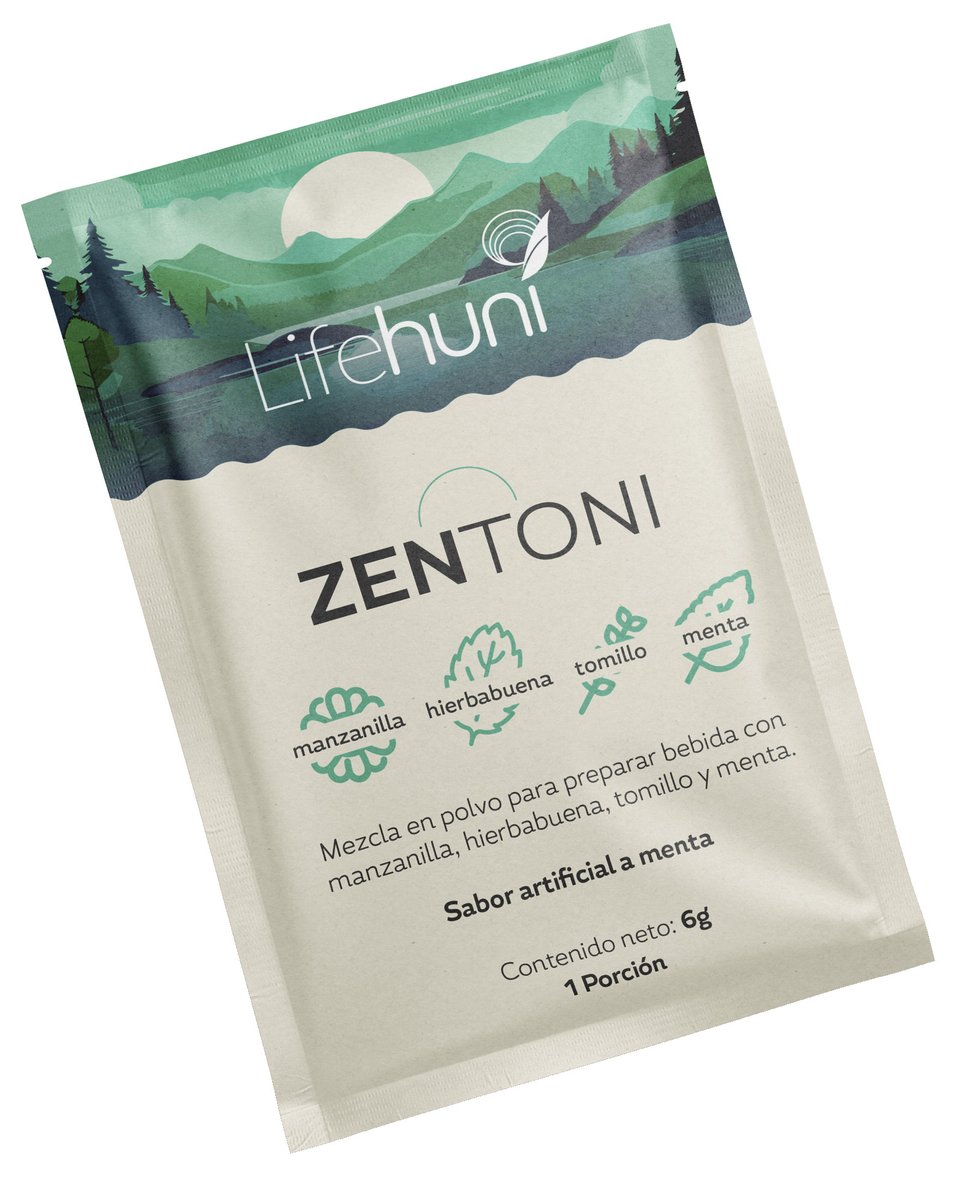 Lifehuni
ZENTONI
manzanilla
hierbabuena
tomillo
menta
Mezcla en polvo para preparar bebida con
manzanilla, hierbabuena, tomillo y menta.
Sabor artificial a menta
Contenido neto: 6g
1 Porción